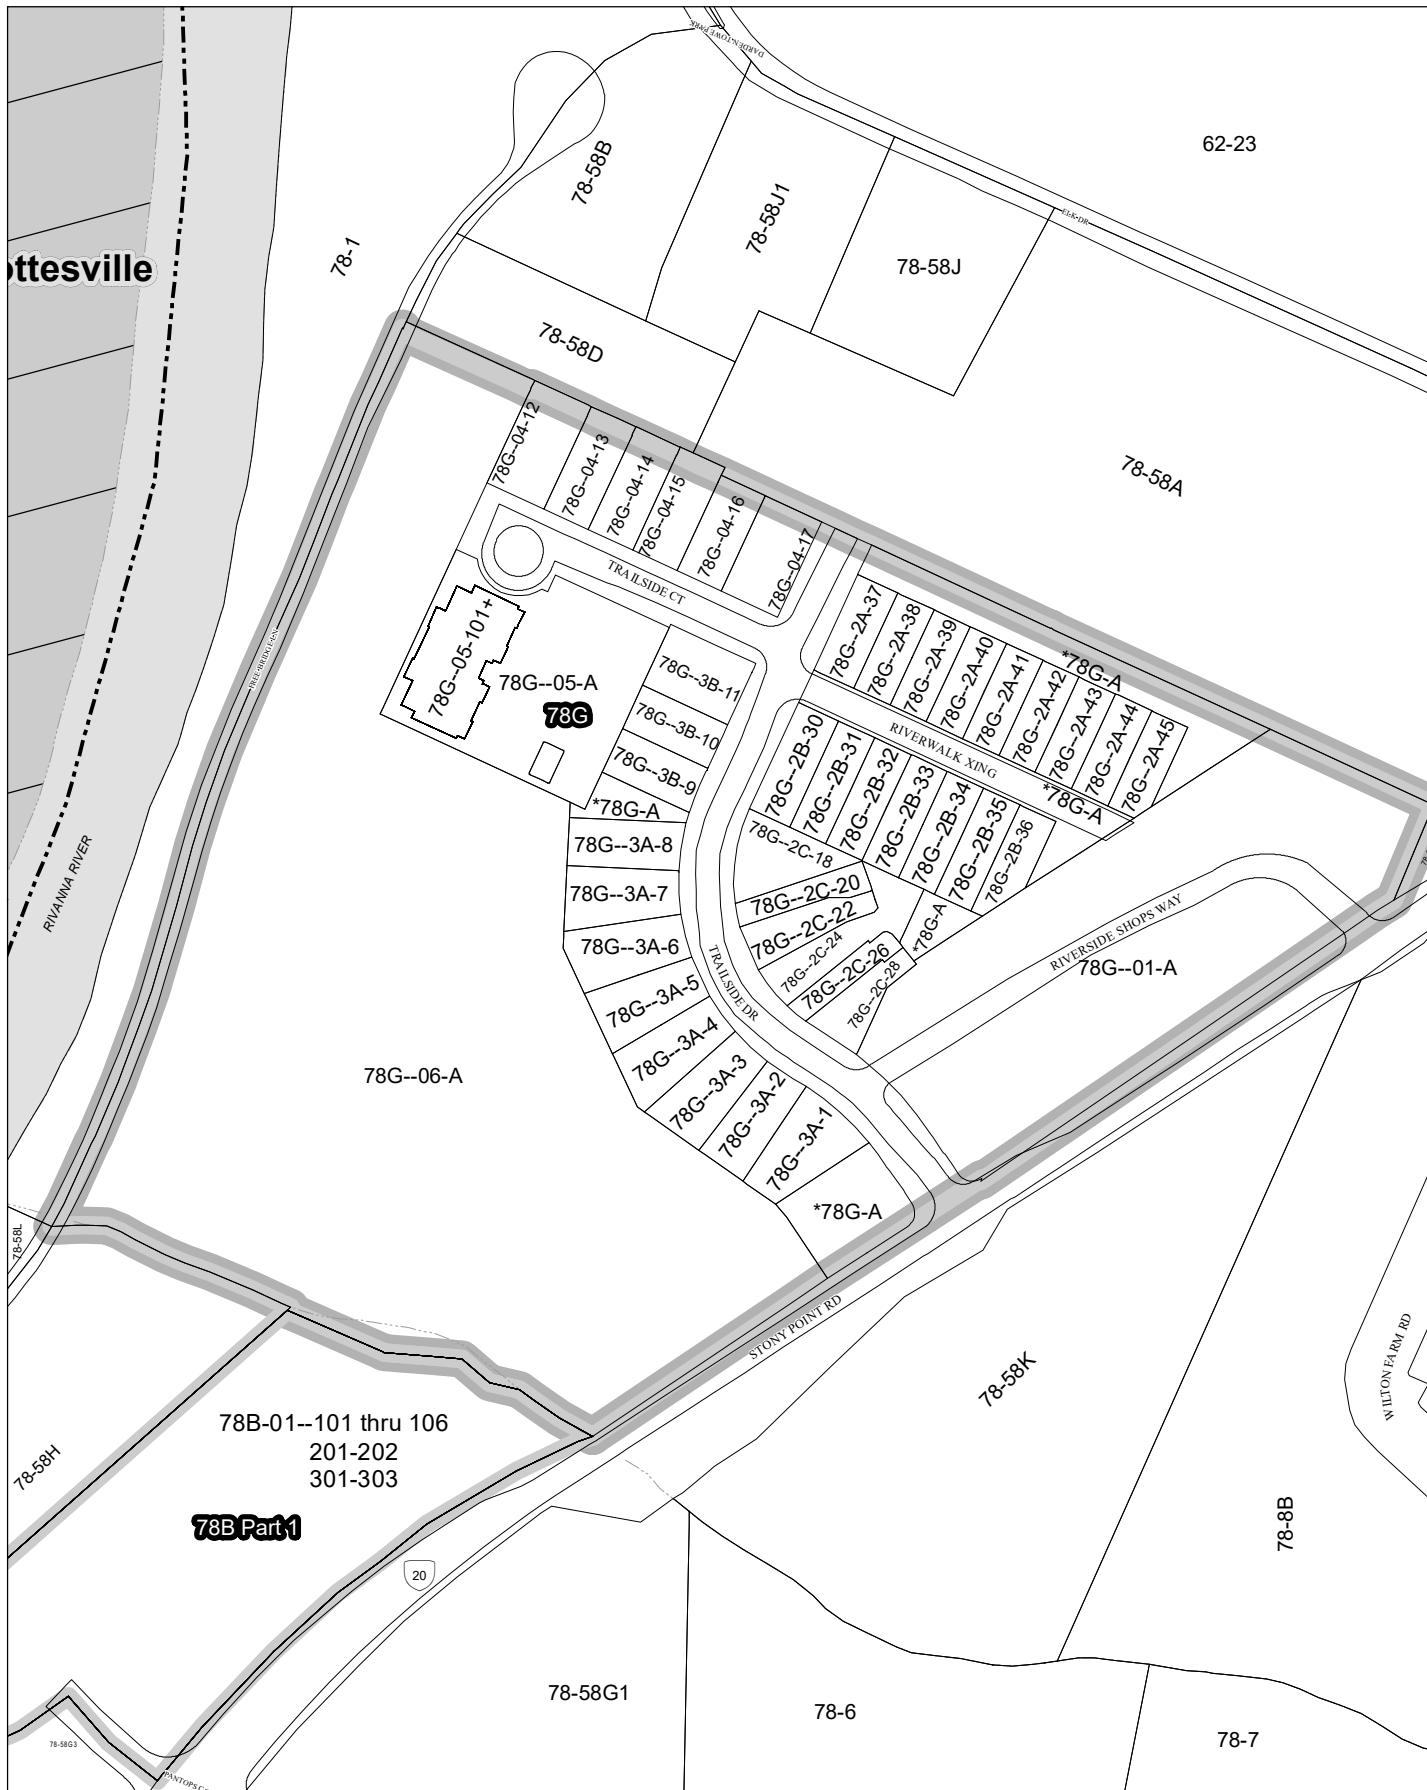 DARDEN TOWE PARK
62-23
78-58B
78-58J1
ELK DR
78-1
78-58J
ottesville
78-58D
78-58A
78G--04-12
78G--04-13
78G--04-14
78G--04-15
78G--04-16
78G--04-17
TRAILSIDE CT
78G--05-101+
78G--05-A
78G
FREE BRIDGE LN
78G--3B-11
78G--3B-10
78G--3B-9
*78G-A
78G--3A-8
78G--3A-7
78G--3A-6
78G--3A-5
78G--3A-4
78G--3A-3
78G--3A-2
78G--3A-1
*78G-A
78G--2A-37
78G--2A-38
78G--2A-39
78G--2A-40
78G--2A-41
78G--2A-42
78G--2A-43
78G--2A-44
78G--2A-45
*78G-A
RIVERWALK XING
*78G-A
78G--2B-30
78G--2B-31
78G--2B-32
78G--2B-33
78G--2B-34
78G--2B-35
78G--2B-36
78G--2C-18
78G--2C-20
78G--2C-22
78G--2C-24
78G--2C-26
78G--2C-28
*78G-A
TRAILSIDE DR
RIVERSIDE SHOPS WAY
78G--01-A
RIVANNA RIVER
78G--06-A
78-58L
STONY POINT RD
78-58K
WILTON FARM RD
78-58H
78B-01--101 thru 106
201-202
301-303
78B Part 1
20
78-8B
78-58G1
78-6
78-7
78-58G3